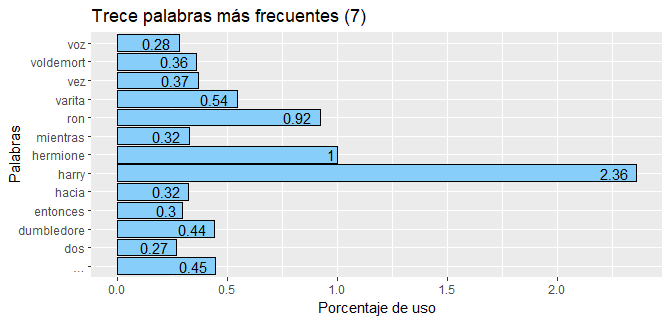 Trece palabras más frecuentes (7)
voz 0.28
voldemort 0.36
vez 0.37
varita 0.54
ron 0.92
mientras 0.32
hermione 1
harry 2.36
hacia 0.32
entonces 0.3
dumbledore 0.44
dos 0.27
... 0.45
0.0 0.5 1.0 1.5 2.0
Porcentaje de uso
Palabras